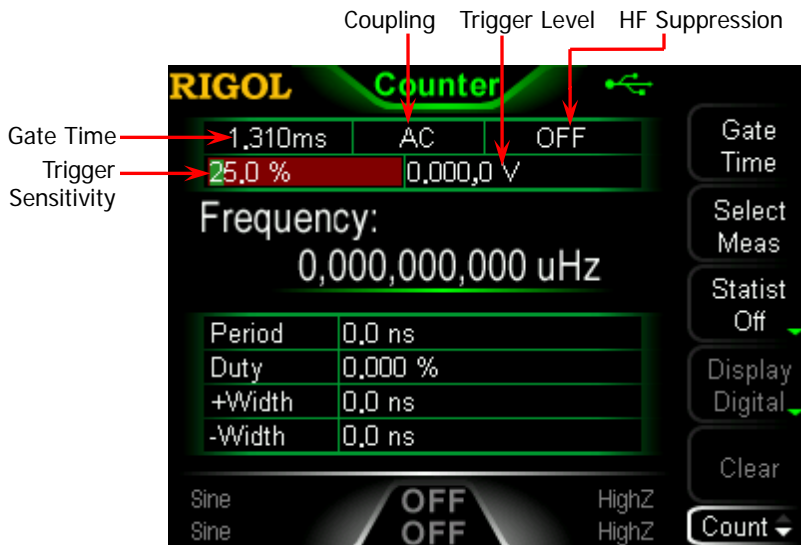 Coupling Trigger Level HF Suppression
RIGOL Counter
Gate Time 1.310ms AC OFF
Trigger Sensitivity 25.0 % 0.000,0 V
Frequency:
0,000,000,000 uHz
Period 0.0 ns
Duty 0.000 %
+Width 0.0 ns
-Width 0.0 ns
Sine OFF HighZ
Sine OFF HighZ
Gate
Time
Select
Meas
Statist
Off
Display
Digital
Clear
Count